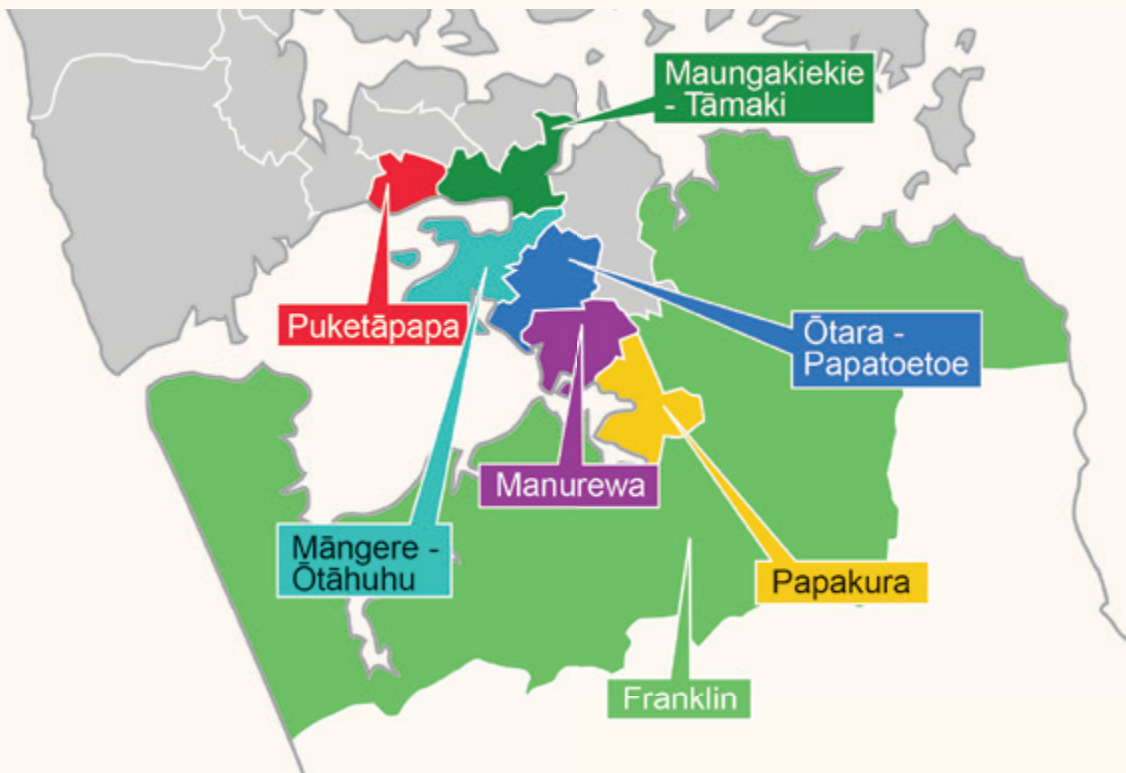 Maungakiekie
- Tāmaki
Puketāpapa
Ōtara -
Papatoetoe
Manurewa
Māngere -
Ōtāhuhu
Papakura
Franklin